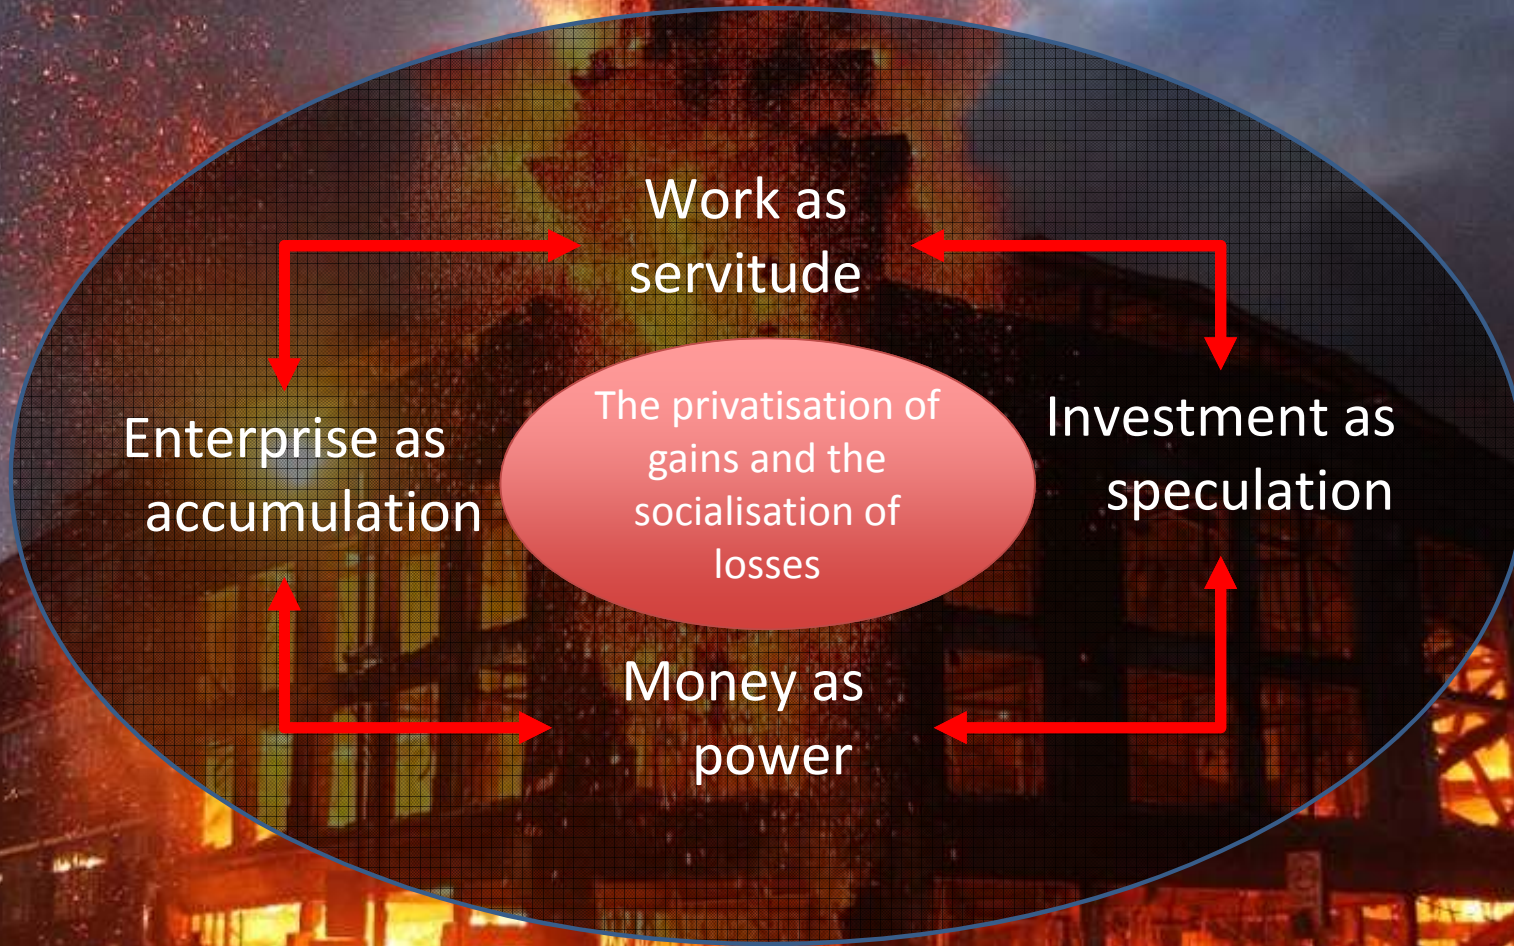 Work as
servitude
Enterprise as
accumulation
The privatisation of
gains and the
socialisation of
losses
Investment as
speculation
Money as
power